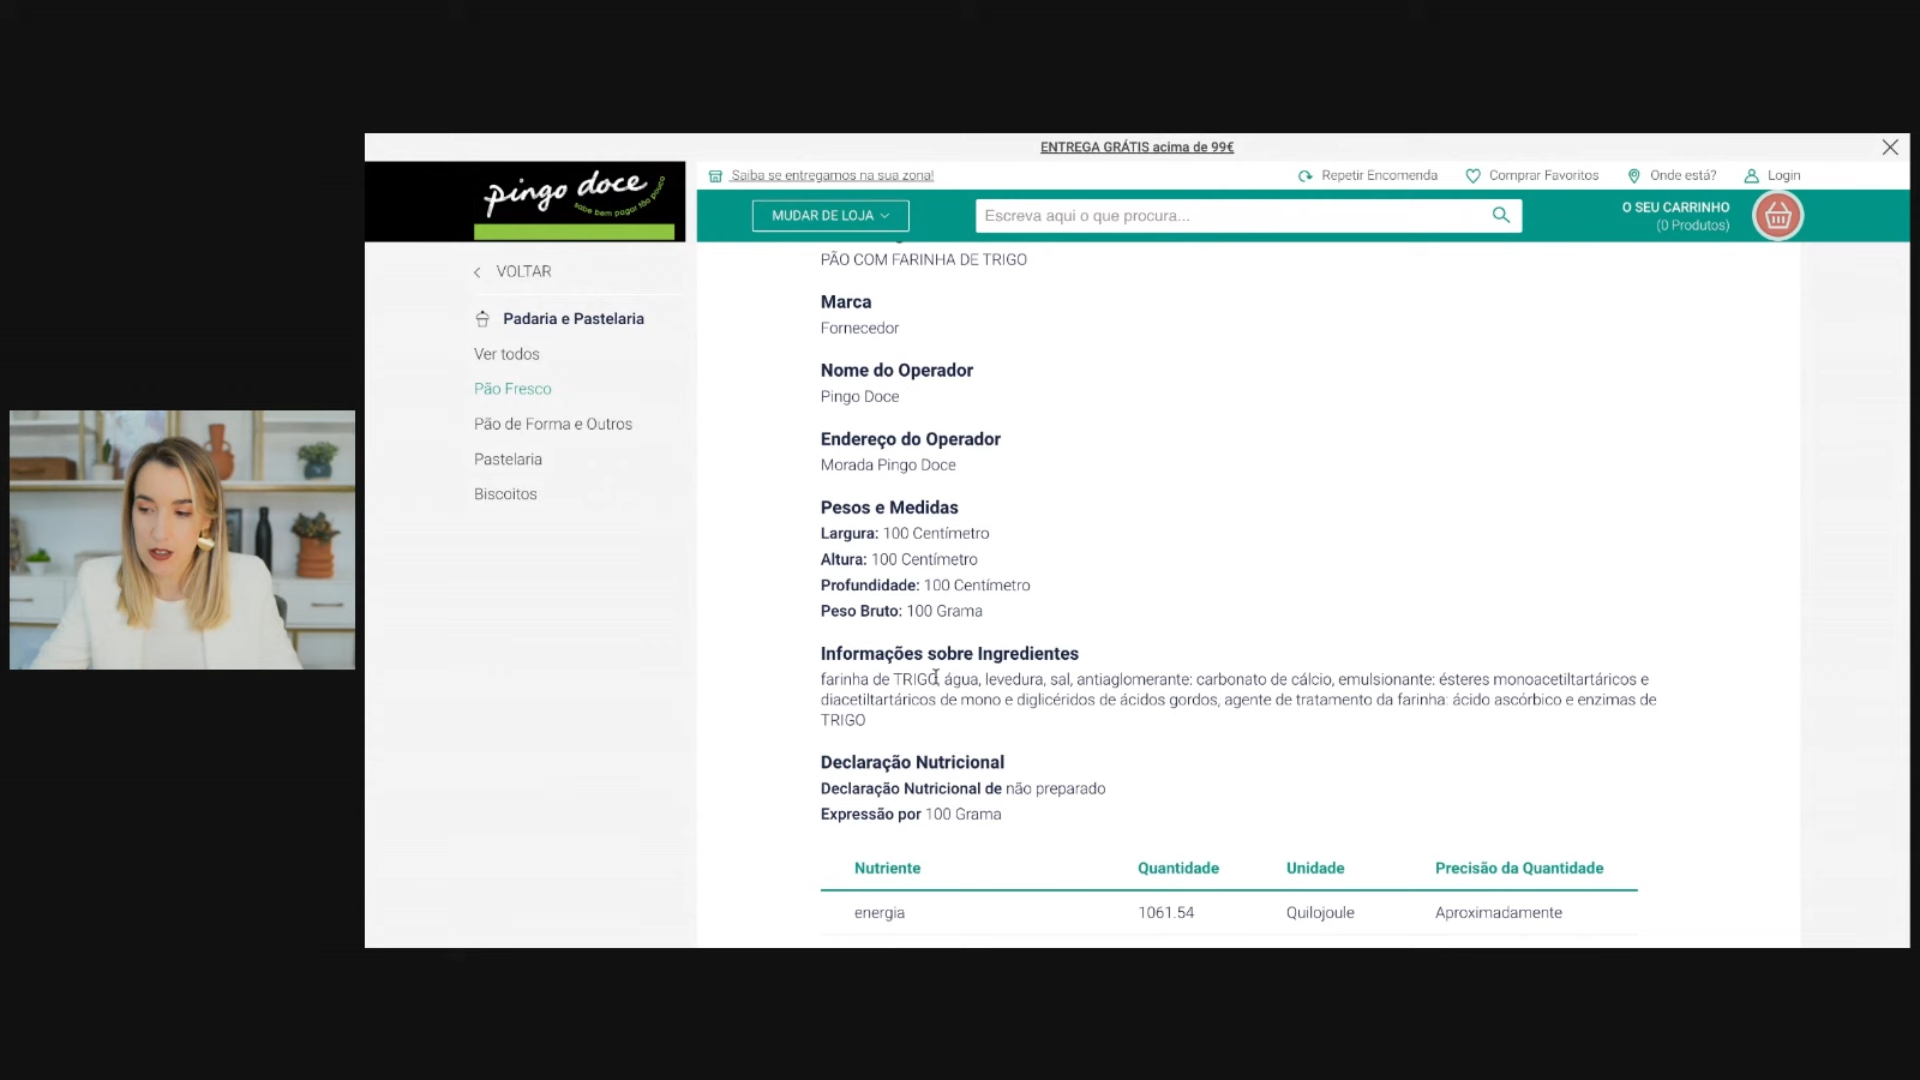 ENTREGA GRÁTIS acima de 99€
pingo doce
sabe bem pagar tão pouco
Saiba se entregamos na sua zona!
Repetir Encomenda
Comprar Favoritos
Onde está?
Login
MUDAR DE LOJA
Escreva aqui o que procura...
O SEU CARRINHO
(0 Produtos)
VOLTAR
Padaria e Pastelaria
Ver todos
Pão Fresco
Pão de Forma e Outros
Pastelaria
Biscoitos
PÃO COM FARINHA DE TRIGO
Marca
Fornecedor
Nome do Operador
Pingo Doce
Endereço do Operador
Morada Pingo Doce
Pesos e Medidas
Largura: 100 Centímetro
Altura: 100 Centímetro
Profundidade: 100 Centímetro
Peso Bruto: 100 Grama
Informações sobre Ingredientes
farinha de TRIGO, água, levedura, sal, antiaglomerante: carbonato de cálcio, emulsionante: ésteres monoacetiltartáricos e
diacetiltartáricos de mono e diglicéridos de ácidos gordos, agente de tratamento da farinha: ácido ascórbico e enzimas de
TRIGO
Declaração Nutricional
Declaração Nutricional de não preparado
Expressão por 100 Grama
Nutriente Quantidade Unidade Precisão da Quantidade
energia 1061.54 Quilojoule Aproximadamente